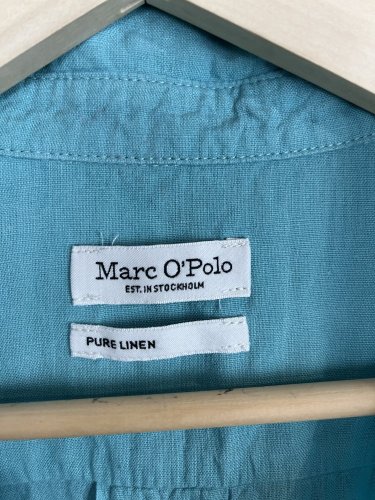 Marc O'Polo
EST. IN STOCKHOLM
PURE LINEN